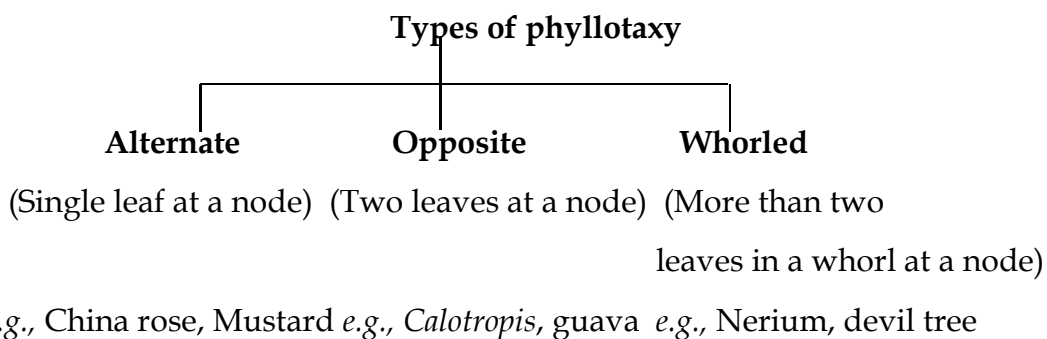 Types of phyllotaxy
Alternate Opposite Whorled
(Single leaf at a node) (Two leaves at a node) (More than two
leaves in a whorl at a node)
.g., China rose, Mustard e.g., Calotropis, guava e.g., Nerium, devil tree